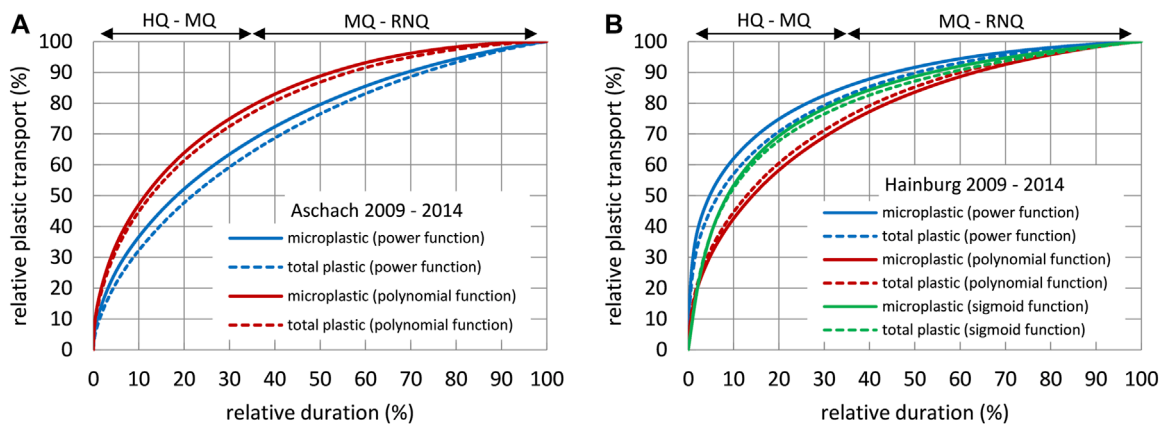 A
HQ - MQ
MQ - RNQ
relative plastic transport (%)
100
90
80
70
60
50
40
30
20
10
0
Aschach 2009 - 2014
microplastic (power function)
total plastic (power function)
microplastic (polynomial function)
total plastic (polynomial function)
0 10 20 30 40 50 60 70 80 90 100
relative duration (%)
B
HQ - MQ
MQ - RNQ
relative plastic transport (%)
100
90
80
70
60
50
40
30
20
10
0
Hainburg 2009 - 2014
microplastic (power function)
total plastic (power function)
microplastic (polynomial function)
total plastic (polynomial function)
microplastic (sigmoid function)
total plastic (sigmoid function)
0 10 20 30 40 50 60 70 80 90 100
relative duration (%)